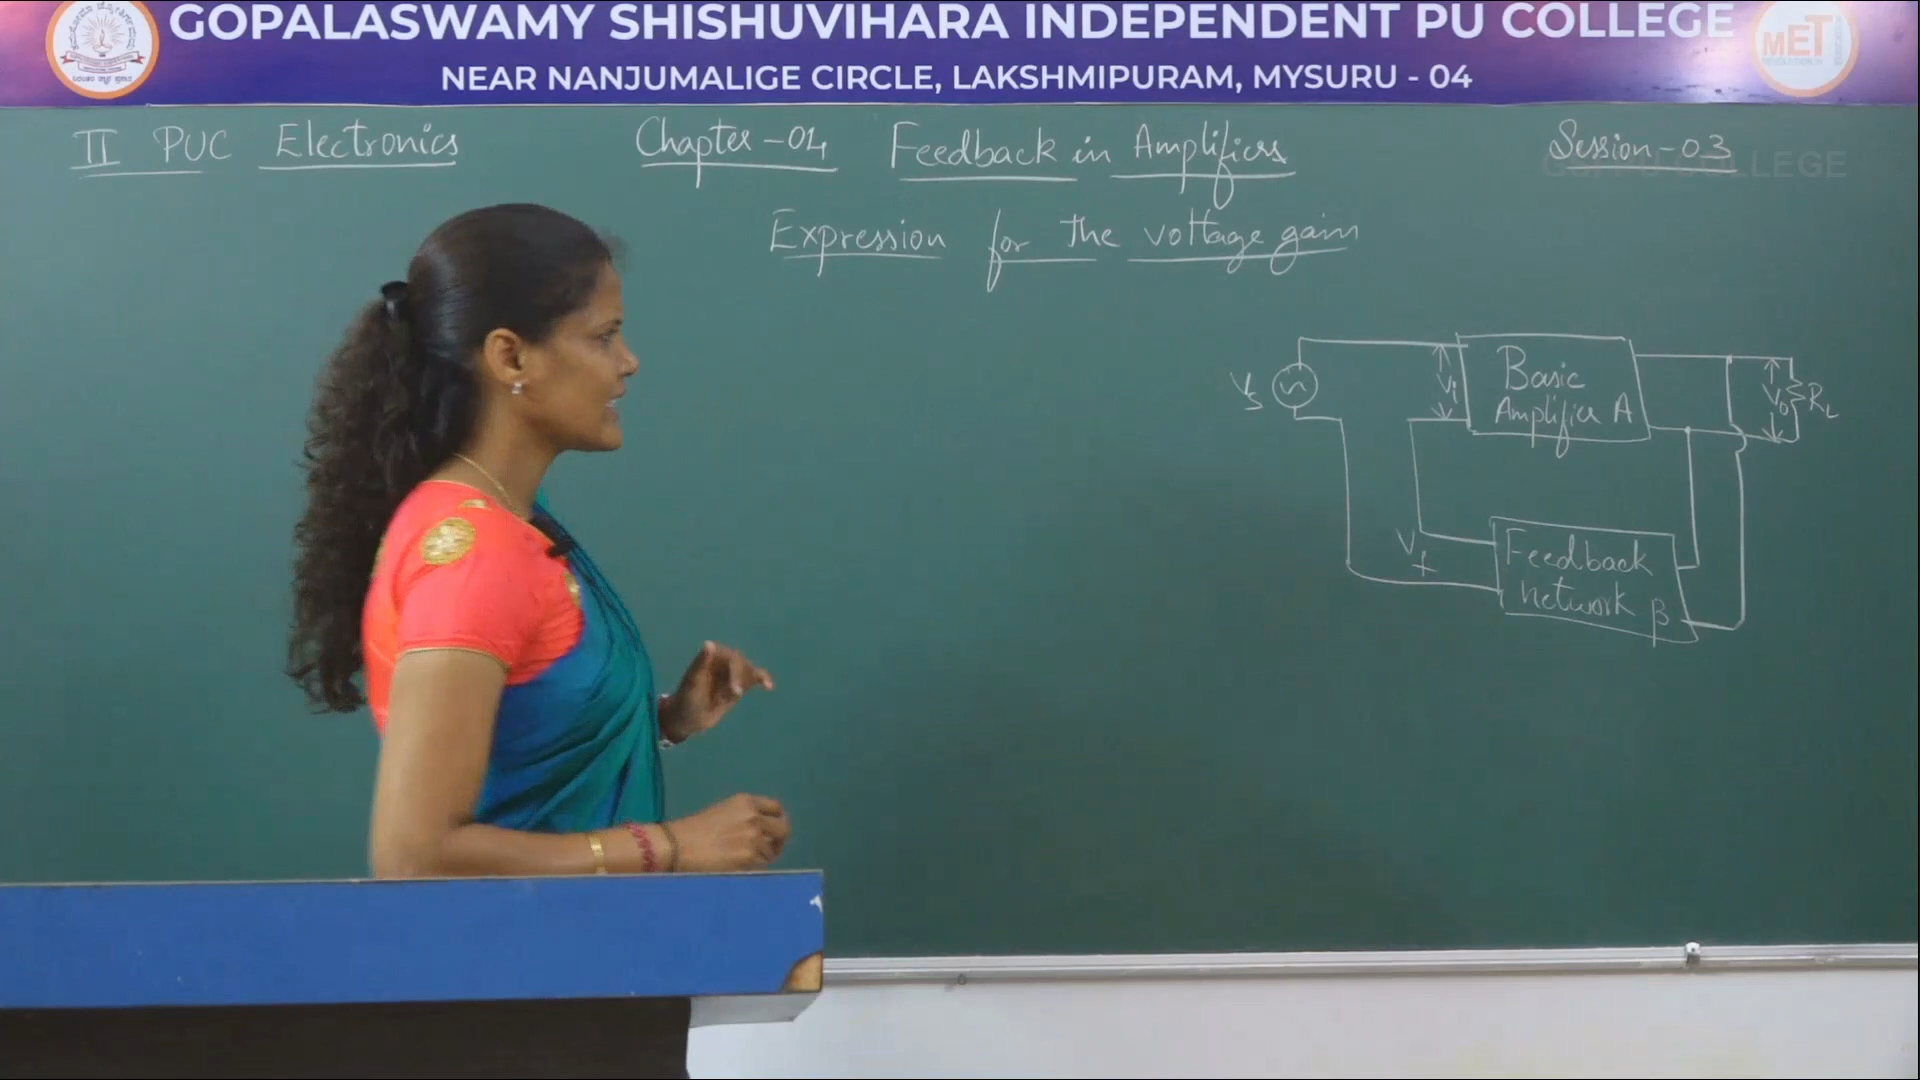 GOPALASWAMY SHISHUVIHARA INDEPENDENT PU COLLEGE
NEAR NANJUMALIGE CIRCLE, LAKSHMIPURAM, MYSURU - 04
MET
II PUC Electronics Chapter -04 Feedback in Amplifiers Session -03
Expression for the voltage gain
Vs
Vi
Basic
Amplifier A
Vo
RL
Vf
Feedback
network β